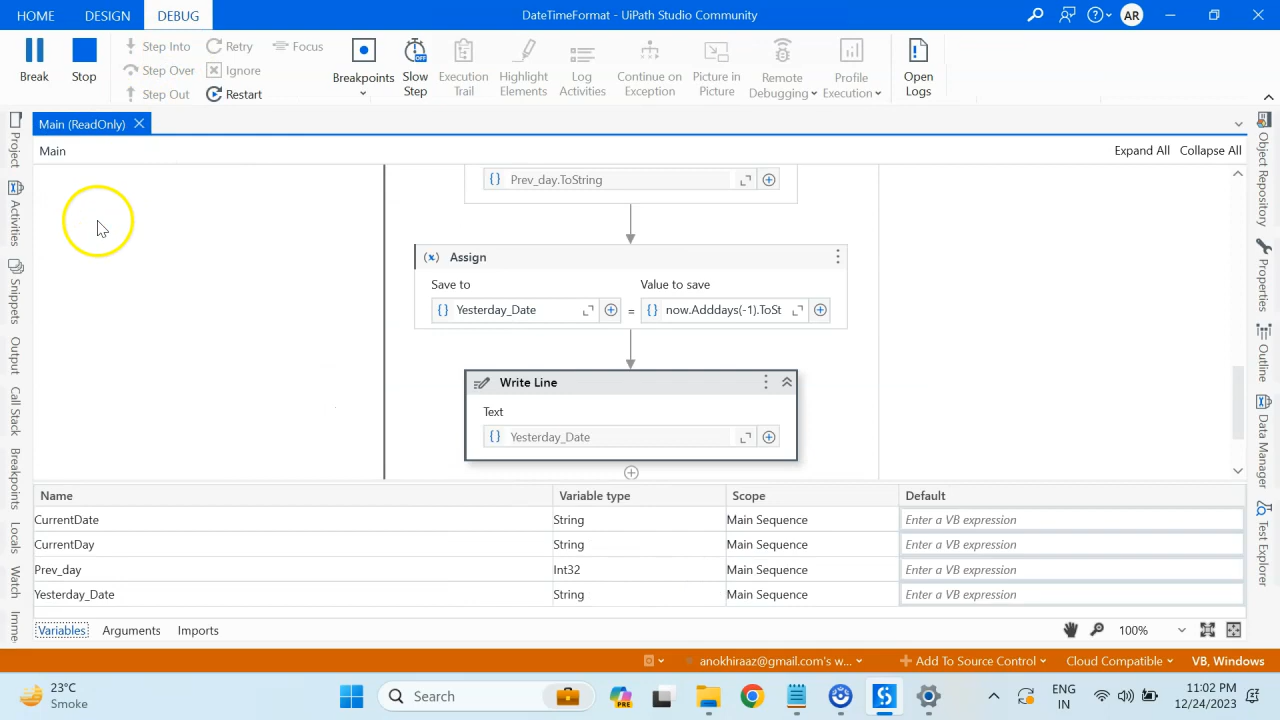 HOME DESIGN DEBUG DateTimeFormat - UiPath Studio Community AR
Break Stop Step Into Step Over Step Out Retry Ignore Restart Focus Breakpoints Slow Step Execution Trail Highlight Elements Log Activities Continue on Exception Picture in Picture Remote Debugging Profile Execution Open Logs
Main (ReadOnly)
Main Expand All Collapse All
Prev_day.ToString
Assign
Save to Value to save
Yesterday_Date = now.Adddays(-1).ToSt
Write Line
Text
Yesterday_Date
Project
Activities
Snippets
Output
Call Stack
Breakpoints
Locals
Watch
Imme
Object Repository
Properties
Outline
Data Manager
Test Explorer
Name Variable type Scope Default
CurrentDate String Main Sequence Enter a VB expression
CurrentDay String Main Sequence Enter a VB expression
Prev_day Int32 Main Sequence Enter a VB expression
Yesterday_Date String Main Sequence Enter a VB expression
Variables Arguments Imports 100%
anokhiraaz@gmail.com's w... Add To Source Control Cloud Compatible VB, Windows
23°C
Smoke
Search
PRE
ENG
IN
11:02 PM
12/24/2023